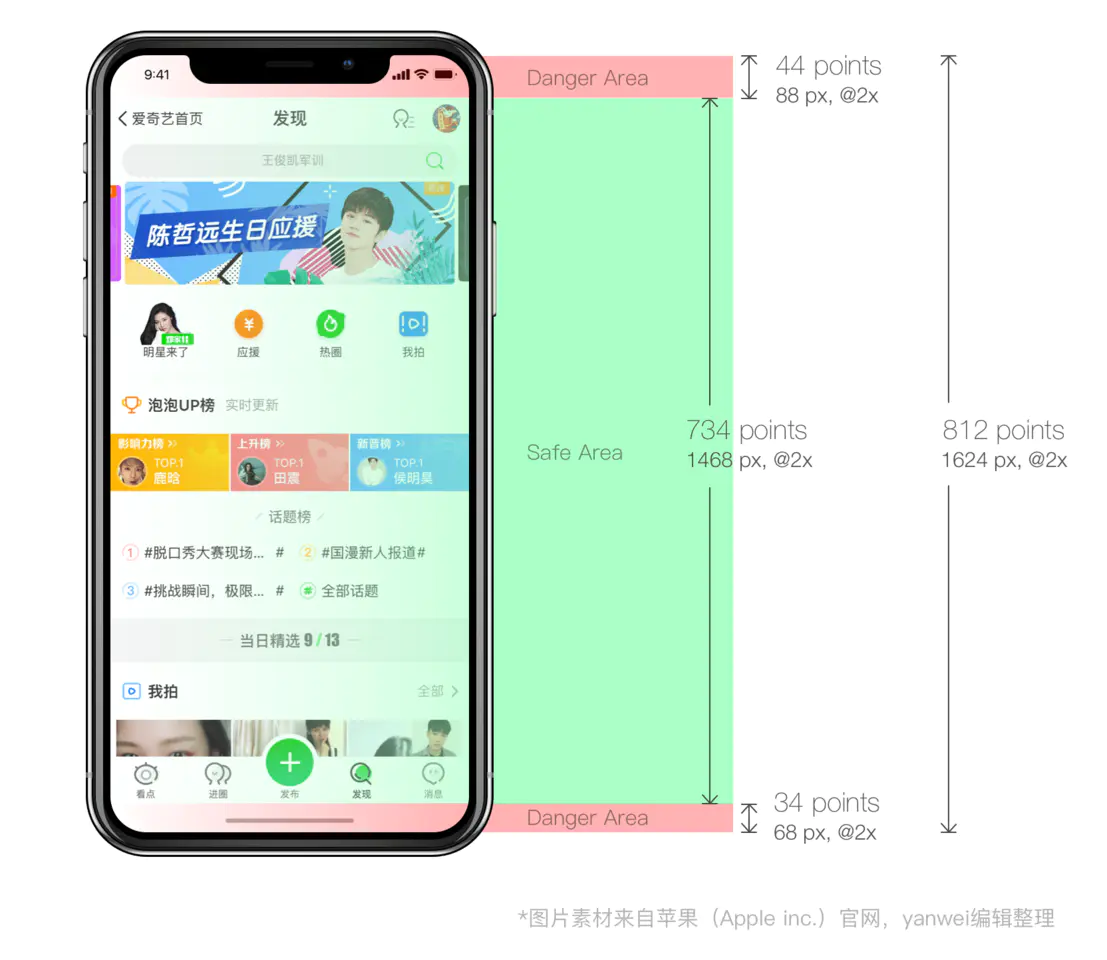 9:41
爱奇艺首页
发现
王俊凯军训
陈哲远生日应援
明星来了
应援
热圈
我拍
泡泡UP榜 实时更新
影响力榜 >>
TOP.1
鹿晗
上升榜 >>
TOP.1
田震
新晋榜 >>
TOP.1
侯明昊
话题榜
1 #脱口秀大赛现场... #
2 #国漫新人报道#
3 #挑战瞬间，极限... #
# 全部话题
当日精选 9 / 13
我拍
全部
看点
进圈
发布
发现
消息
Danger Area
44 points
88 px, @2x
Safe Area
734 points
1468 px, @2x
812 points
1624 px, @2x
Danger Area
34 points
68 px, @2x
*图片素材来自苹果（Apple inc.）官网，yanwei编辑整理